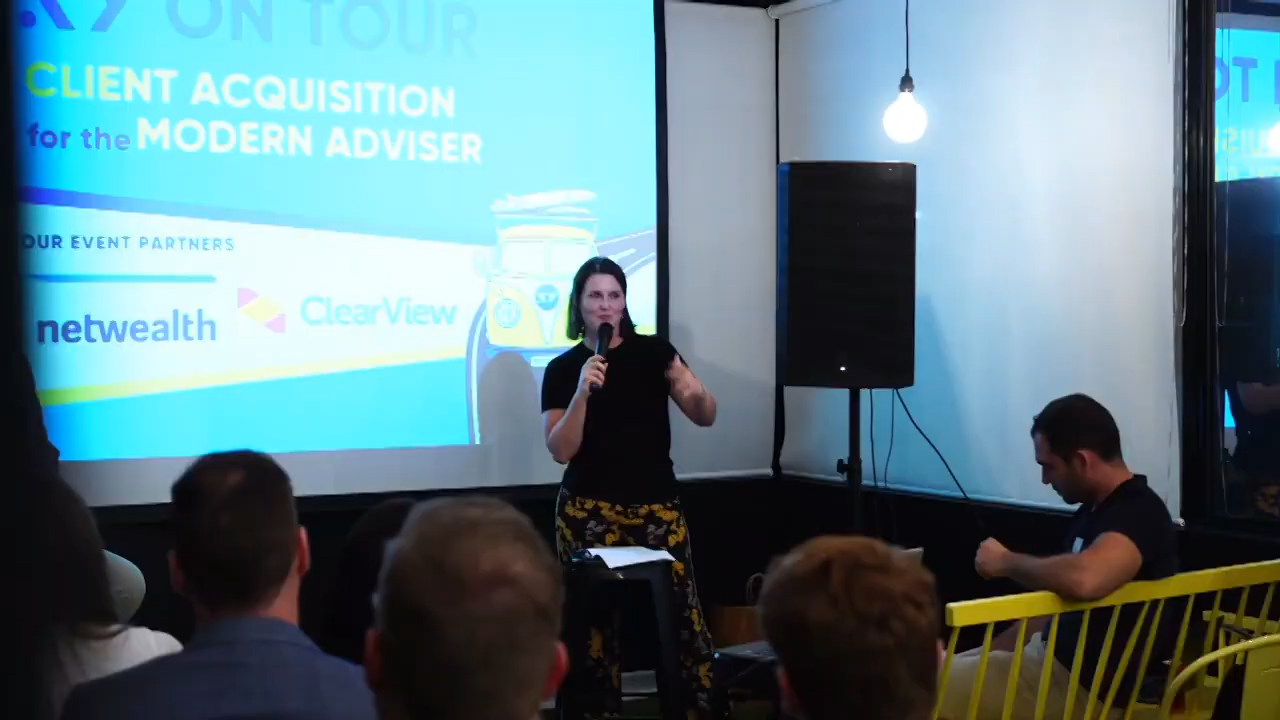 ON TOUR
CLIENT ACQUISITION
for the MODERN ADVISER
OUR EVENT PARTNERS
netwealth
ClearView